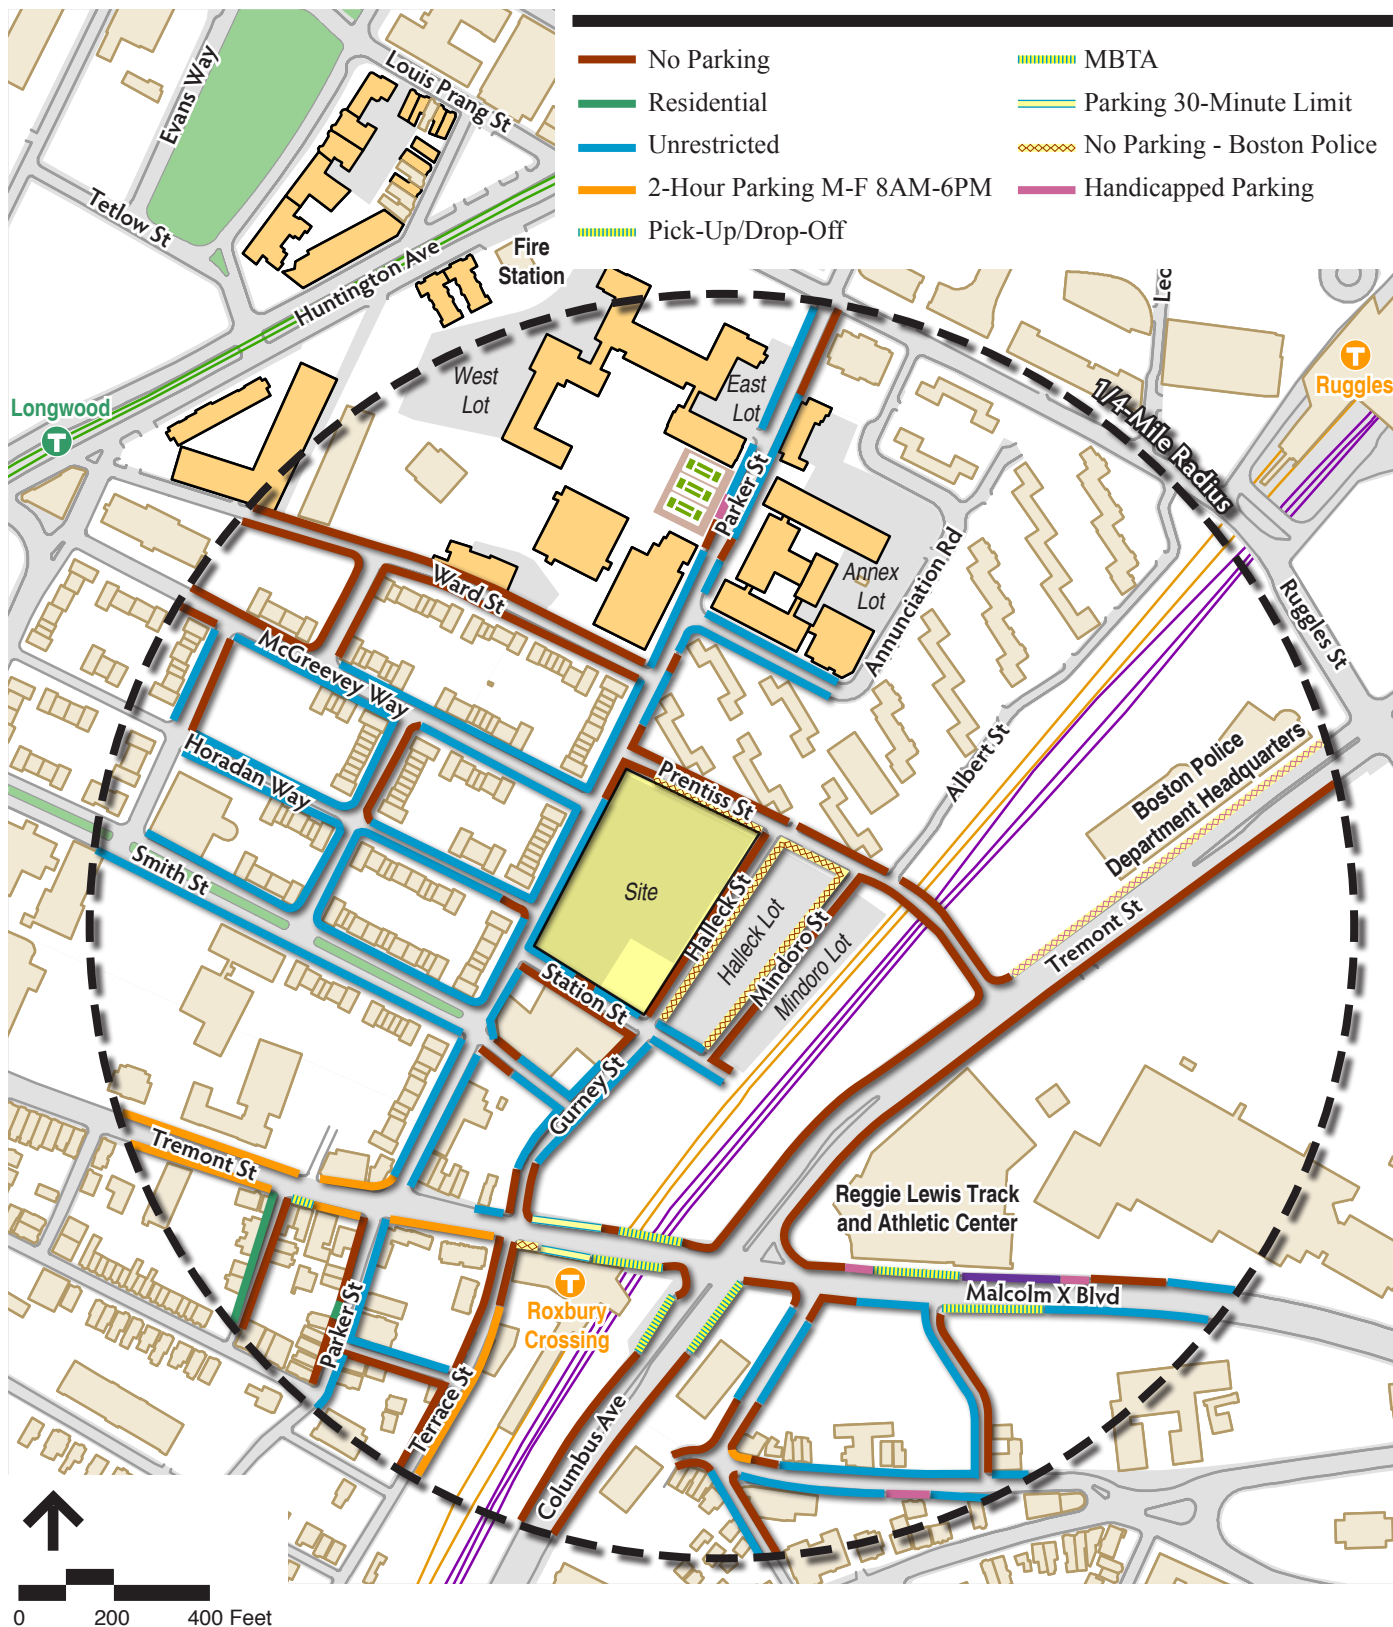 No Parking
Residential
Unrestricted
2-Hour Parking M-F 8AM-6PM
Pick-Up/Drop-Off
MBTA
Parking 30-Minute Limit
No Parking - Boston Police
Handicapped Parking
Evans Way
Louis Prang St
Tetlow St
Huntington Ave
Fire
Station
Longwood
T
West
Lot
East
Lot
Parker St
Annex
Lot
Annunciation Rd
1/4-Mile Radius
T
Ruggles
Ruggles St
Ward St
McGreevey Way
Horadan Way
Smith St
Prentiss St
Albert St
Boston Police
Department Headquarters
Tremont St
Site
Halleck St
Halleck Lot
Mindoro St
Mindoro Lot
Station St
Gurney St
Tremont St
Reggie Lewis Track
and Athletic Center
Malcolm X Blvd
T
Roxbury
Crossing
Parker St
Terrace St
Columbus Ave
0 200 400 Feet